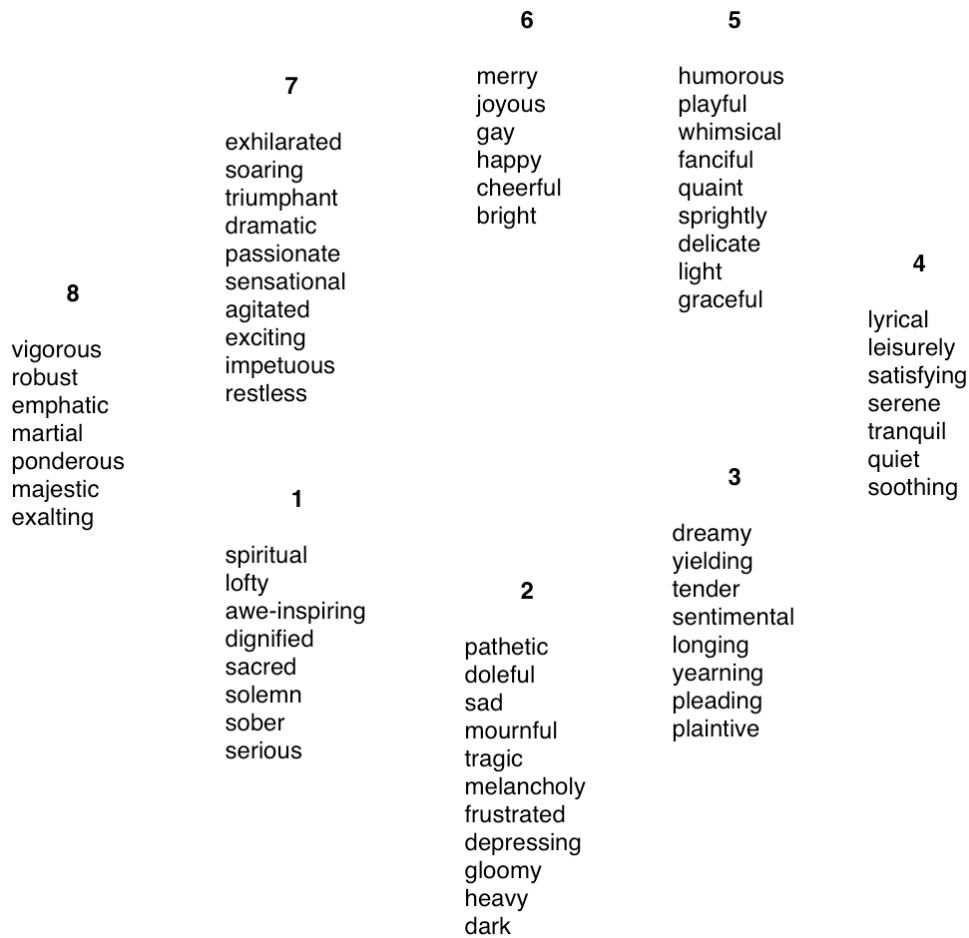 6
merry
joyous
gay
happy
cheerful
bright
5
humorous
playful
whimsical
fanciful
quaint
sprightly
delicate
light
graceful
7
exhilarated
soaring
triumphant
dramatic
passionate
sensational
agitated
exciting
impetuous
restless
4
lyrical
leisurely
satisfying
serene
tranquil
quiet
soothing
8
vigorous
robust
emphatic
martial
ponderous
majestic
exalting
3
dreamy
yielding
tender
sentimental
longing
yearning
pleading
plaintive
1
spiritual
lofty
awe-inspiring
dignified
sacred
solemn
sober
serious
2
pathetic
doleful
sad
mournful
tragic
melancholy
frustrated
depressing
gloomy
heavy
dark